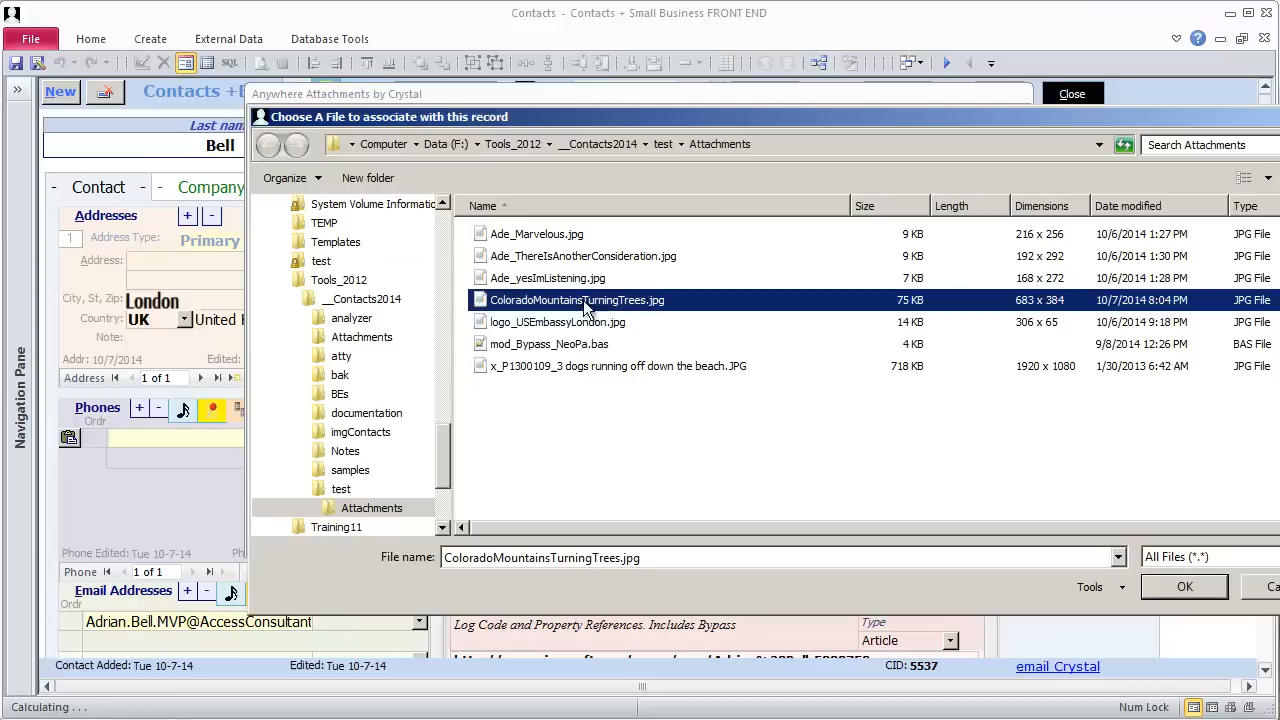 Contacts - Contacts + Small Business FRONT END
File Home Create External Data Database Tools
SQL
»
New Contacts +
Anywhere Attachments by Crystal
Close
Choose A File to associate with this record
Last name
Bell
Computer Data (F:) Tools_2012 __Contacts2014 test Attachments
Search Attachments
Organize New folder
- Contact - - Company
Addresses + -
1 Address Type: Primary
Address:
City, St, Zip: London
Country: UK United
Note:
Addr: 10/7/2014
Address 1 of 1
Phones + -
Ordr
Phone Edited: Tue 10-7-14
Phone 1 of 1
Email Addresses + -
Ordr
Adrian.Bell.MVP@AccessConsultant
Contact Added: Tue 10-7-14 Edited: Tue 10-7-14
System Volume Informatio
TEMP
Templates
test
Tools_2012
__Contacts2014
analyzer
Attachments
atty
bak
BEs
documentation
imgContacts
Notes
samples
test
Attachments
Training11
Name Size Length Dimensions Date modified Type
Ade_Marvelous.jpg 9 KB 216 x 256 10/6/2014 1:27 PM JPG File
Ade_ThereIsAnotherConsideration.jpg 9 KB 192 x 292 10/6/2014 1:30 PM JPG File
Ade_yesImListening.jpg 7 KB 168 x 272 10/6/2014 1:28 PM JPG File
ColoradoMountainsTurningTrees.jpg 75 KB 683 x 384 10/7/2014 8:04 PM JPG File
logo_USEmbassyLondon.jpg 14 KB 306 x 65 10/6/2014 9:18 PM JPG File
mod_Bypass_NeoPa.bas 4 KB 9/8/2014 12:26 PM BAS File
x_P1300109_3 dogs running off down the beach.JPG 718 KB 1920 x 1080 1/30/2013 6:42 AM JPG File
File name: ColoradoMountainsTurningTrees.jpg
All Files (*.*)
Tools OK Ca
Log Code and Property References. Includes Bypass
Type
Article
CID: 5537
email Crystal
Navigation Pane
Calculating . . .
Num Lock